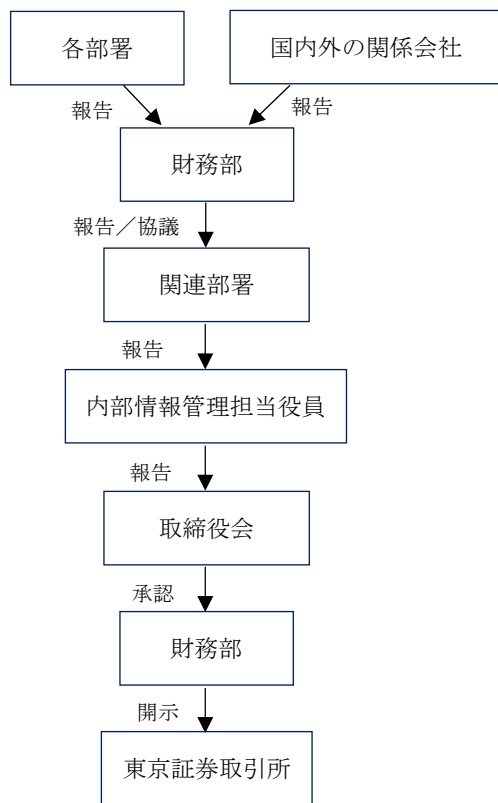 各部署
国内外の関係会社
報告
報告
財務部
報告／協議
関連部署
報告
内部情報管理担当役員
報告
取締役会
承認
財務部
開示
東京証券取引所